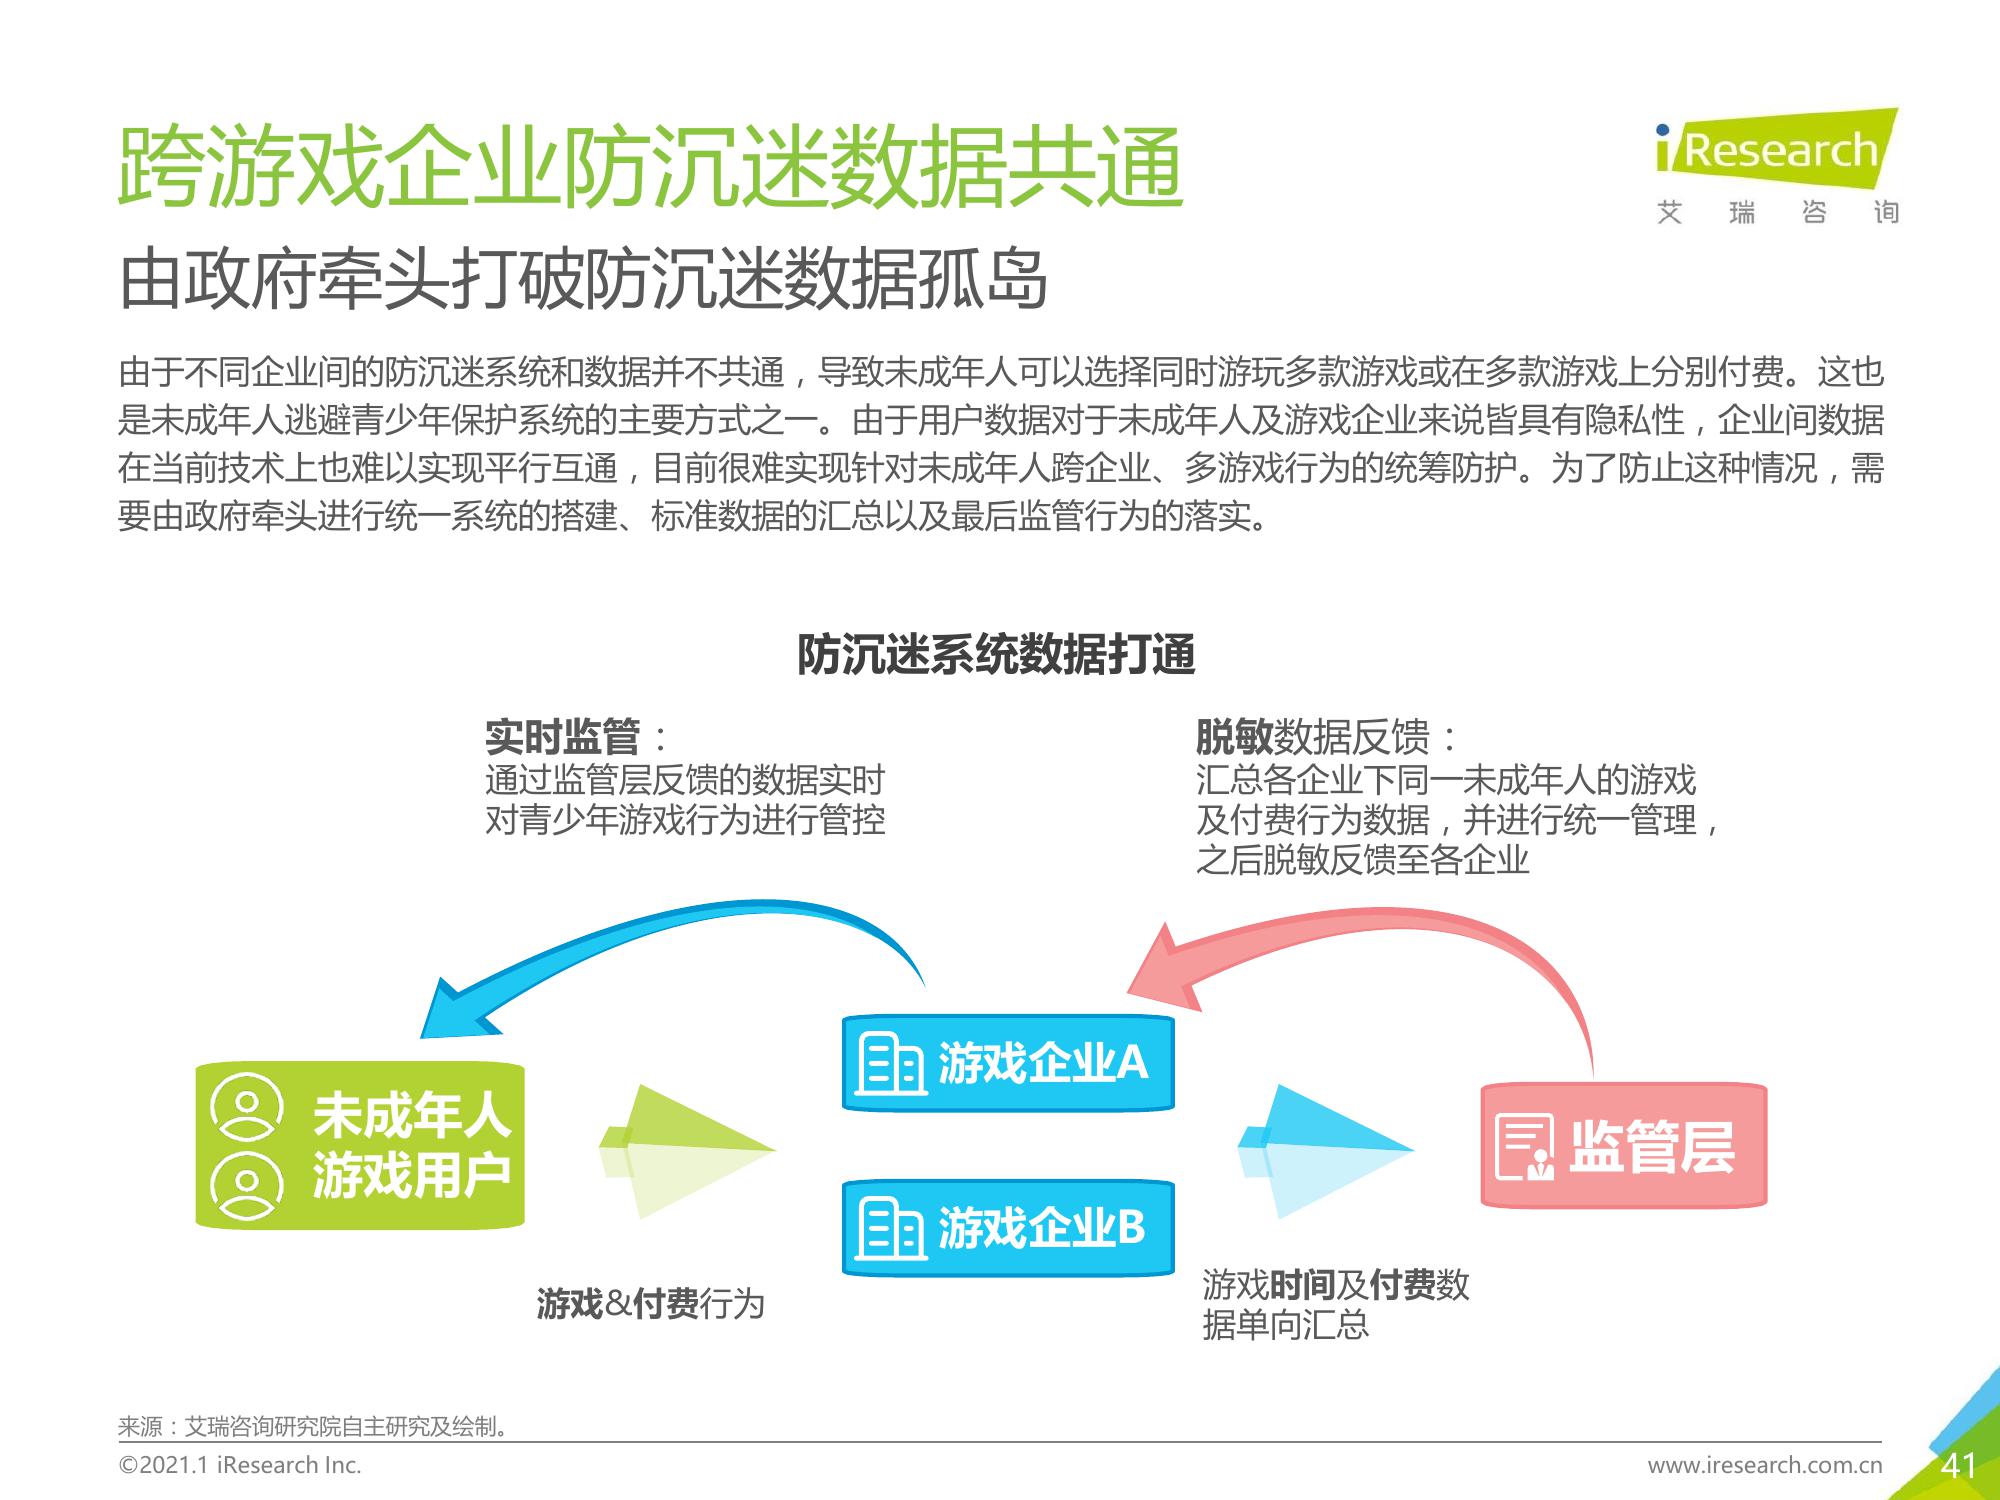 跨游戏企业防沉迷数据共通
iResearch
艾瑞咨询
由政府牵头打破防沉迷数据孤岛
由于不同企业间的防沉迷系统和数据并不共通，导致未成年人可以选择同时游玩多款游戏或在多款游戏上分别付费。这也
是未成年人逃避青少年保护系统的主要方式之一。由于用户数据对于未成年人及游戏企业来说皆具有隐私性，企业间数据
在当前技术上也难以实现平行互通，目前很难实现针对未成年人跨企业、多游戏行为的统筹防护。为了防止这种情况，需
要由政府牵头进行统一系统的搭建、标准数据的汇总以及最后监管行为的落实。
防沉迷系统数据打通
实时监管：
通过监管层反馈的数据实时
对青少年游戏行为进行管控
脱敏数据反馈：
汇总各企业下同一未成年人的游戏
及付费行为数据，并进行统一管理，
之后脱敏反馈至各企业
未成年人
游戏用户
游戏企业A
游戏企业B
监管层
游戏&付费行为
游戏时间及付费数
据单向汇总
来源：艾瑞咨询研究院自主研究及绘制。
©2021.1 iResearch Inc.
www.iresearch.com.cn
41